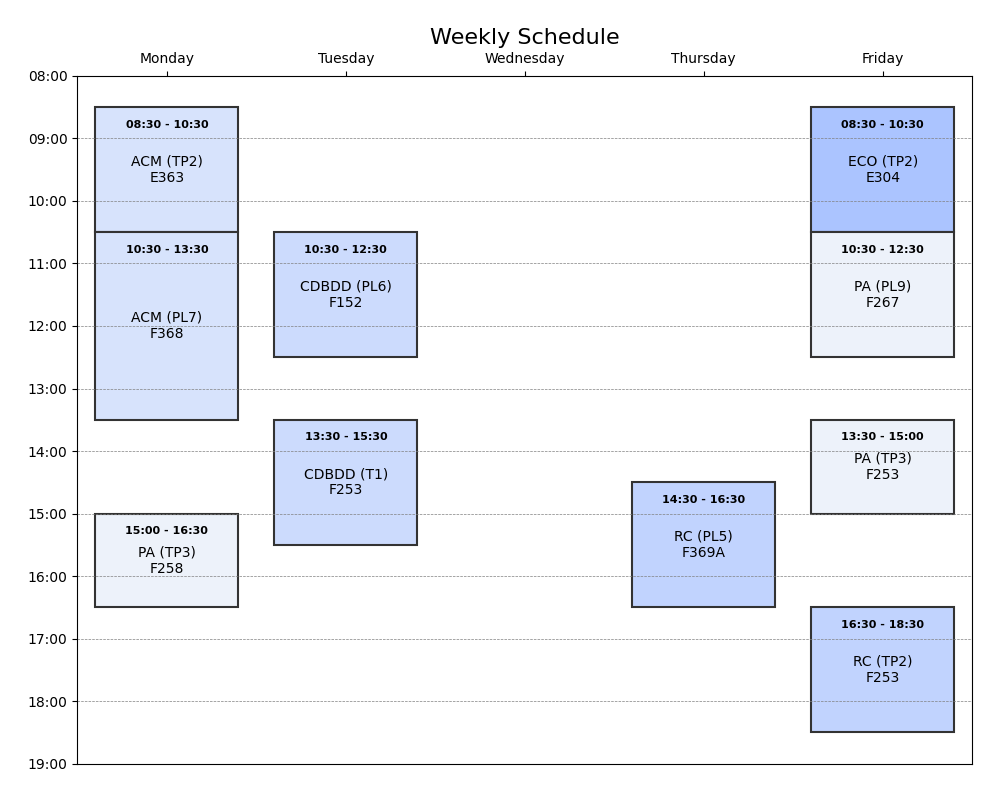 Weekly Schedule
Monday
Tuesday
Wednesday
Thursday
Friday
08:00
09:00
10:00
11:00
12:00
13:00
14:00
15:00
16:00
17:00
18:00
19:00
08:30 - 10:30
ACM (TP2)
E363
10:30 - 13:30
ACM (PL7)
F368
15:00 - 16:30
PA (TP3)
F258
10:30 - 12:30
CDBDD (PL6)
F152
13:30 - 15:30
CDBDD (T1)
F253
14:30 - 16:30
RC (PL5)
F369A
08:30 - 10:30
ECO (TP2)
E304
10:30 - 12:30
PA (PL9)
F267
13:30 - 15:00
PA (TP3)
F253
16:30 - 18:30
RC (TP2)
F253